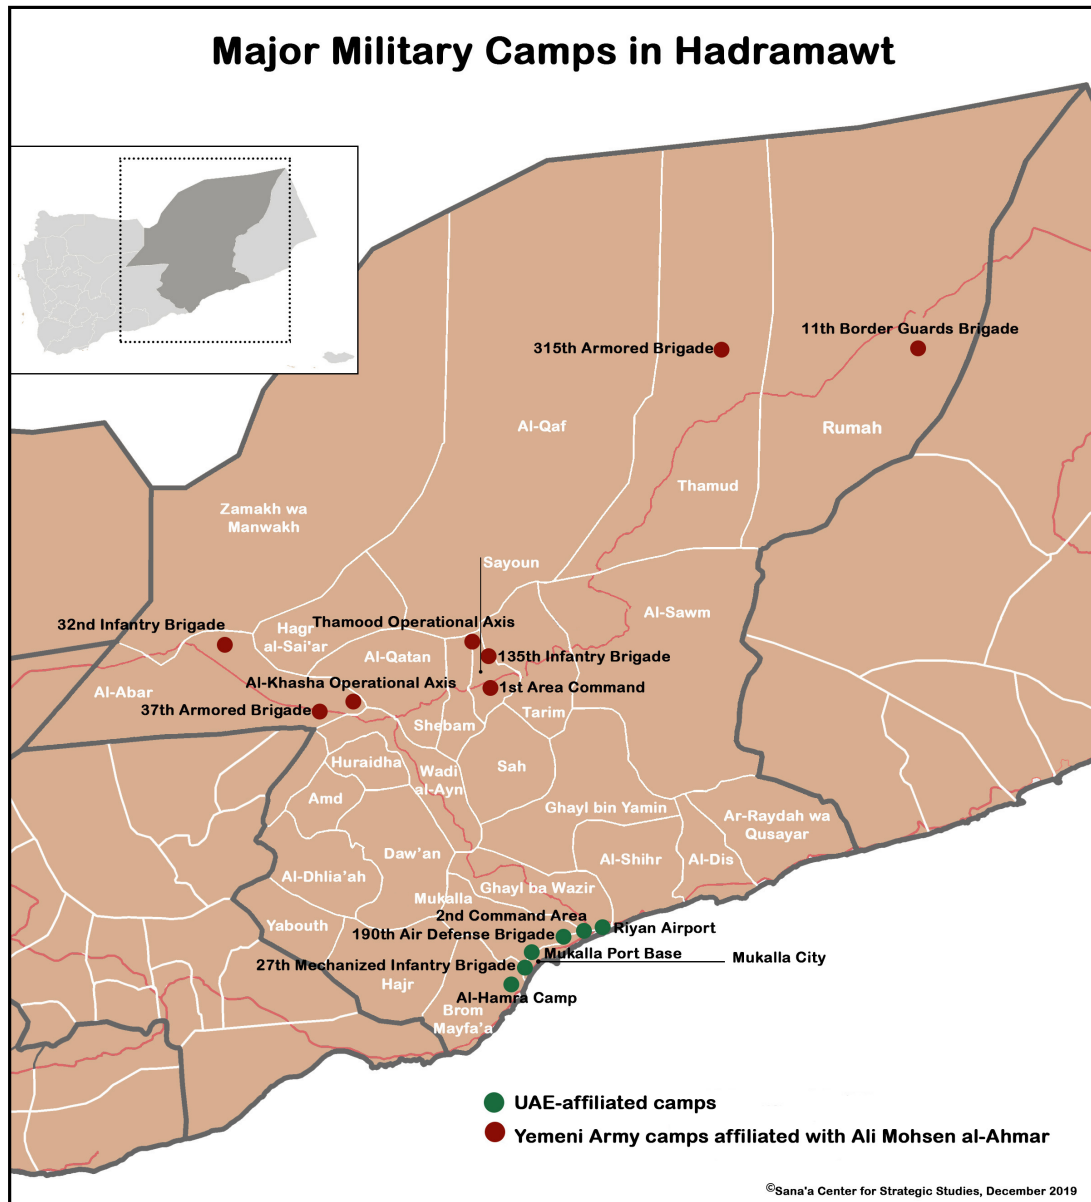 Major Military Camps in Hadramawt
315th Armored Brigade
11th Border Guards Brigade
Al-Qaf
Rumah
Thamud
Zamakh wa
Manwakh
Sayoun
Al-Sawm
32nd Infantry Brigade
Hagr
al-Sai'ar
Thamood Operational Axis
Al-Qatan
135th Infantry Brigade
Al-Abar
Al-Khasha Operational Axis
1st Area Command
37th Armored Brigade
Shebam
Tarim
Huraidha
Wadi
al-Ayn
Sah
Amd
Ghayl bin Yamin
Ar-Raydah wa
Qusayar
Daw’an
Al-Shihr
Al-Dis
Al-Dhlia’ah
Mukalla
Ghayl ba Wazir
Yabouth
2nd Command Area
190th Air Defense Brigade
Riyan Airport
Mukalla Port Base
Mukalla City
27th Mechanized Infantry Brigade
Hajr
Al-Hamra Camp
Brom
Mayfa’a
UAE-affiliated camps
Yemeni Army camps affiliated with Ali Mohsen al-Ahmar
©Sana'a Center for Strategic Studies, December 2019